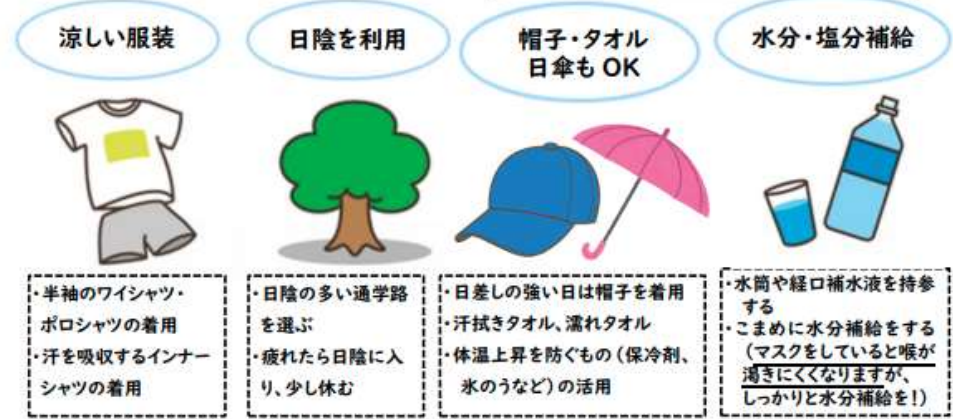 涼しい服装
日陰を利用
帽子・タオル
日傘も OK
水分・塩分補給
・半袖のワイシャツ・
ポロシャツの着用
・汗を吸収するインナー
シャツの着用
・日陰の多い通学路
を選ぶ
・疲れたら日陰に入
り、少し休む
・日差しの強い日は帽子を着用
・汗拭きタオル、濡れタオル
・体温上昇を防ぐもの（保冷剤、
氷のうなど）の活用
・水筒や経口補水液を持参
する
・こまめに水分補給をする
（マスクをしていると喉が
渇きにくくなりますが、
しっかりと水分補給を！）